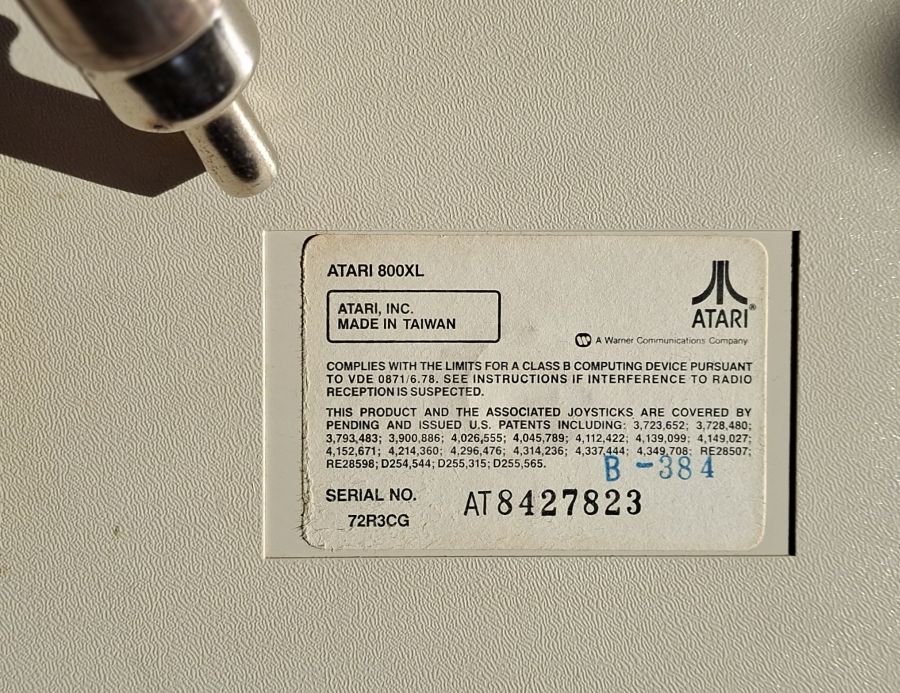 ATARI 800XL
ATARI, INC.
MADE IN TAIWAN
ATARI®
W A Warner Communications Company
COMPLIES WITH THE LIMITS FOR A CLASS B COMPUTING DEVICE PURSUANT
TO VDE 0871/6.78. SEE INSTRUCTIONS IF INTERFERENCE TO RADIO
RECEPTION IS SUSPECTED.
THIS PRODUCT AND THE ASSOCIATED JOYSTICKS ARE COVERED BY
PENDING AND ISSUED U.S. PATENTS INCLUDING: 3,723,652; 3,728,480;
3,793,483; 3,900,886; 4,026,555; 4,045,789; 4,112,422; 4,139,099; 4,149,027;
4,152,671; 4,214,360; 4,296,476; 4,314,236; 4,337,444; 4,349,708; RE28507;
RE28598; D254,544; D255,315; D255,565.
B-384
SERIAL NO. AT8427823
72R3CG